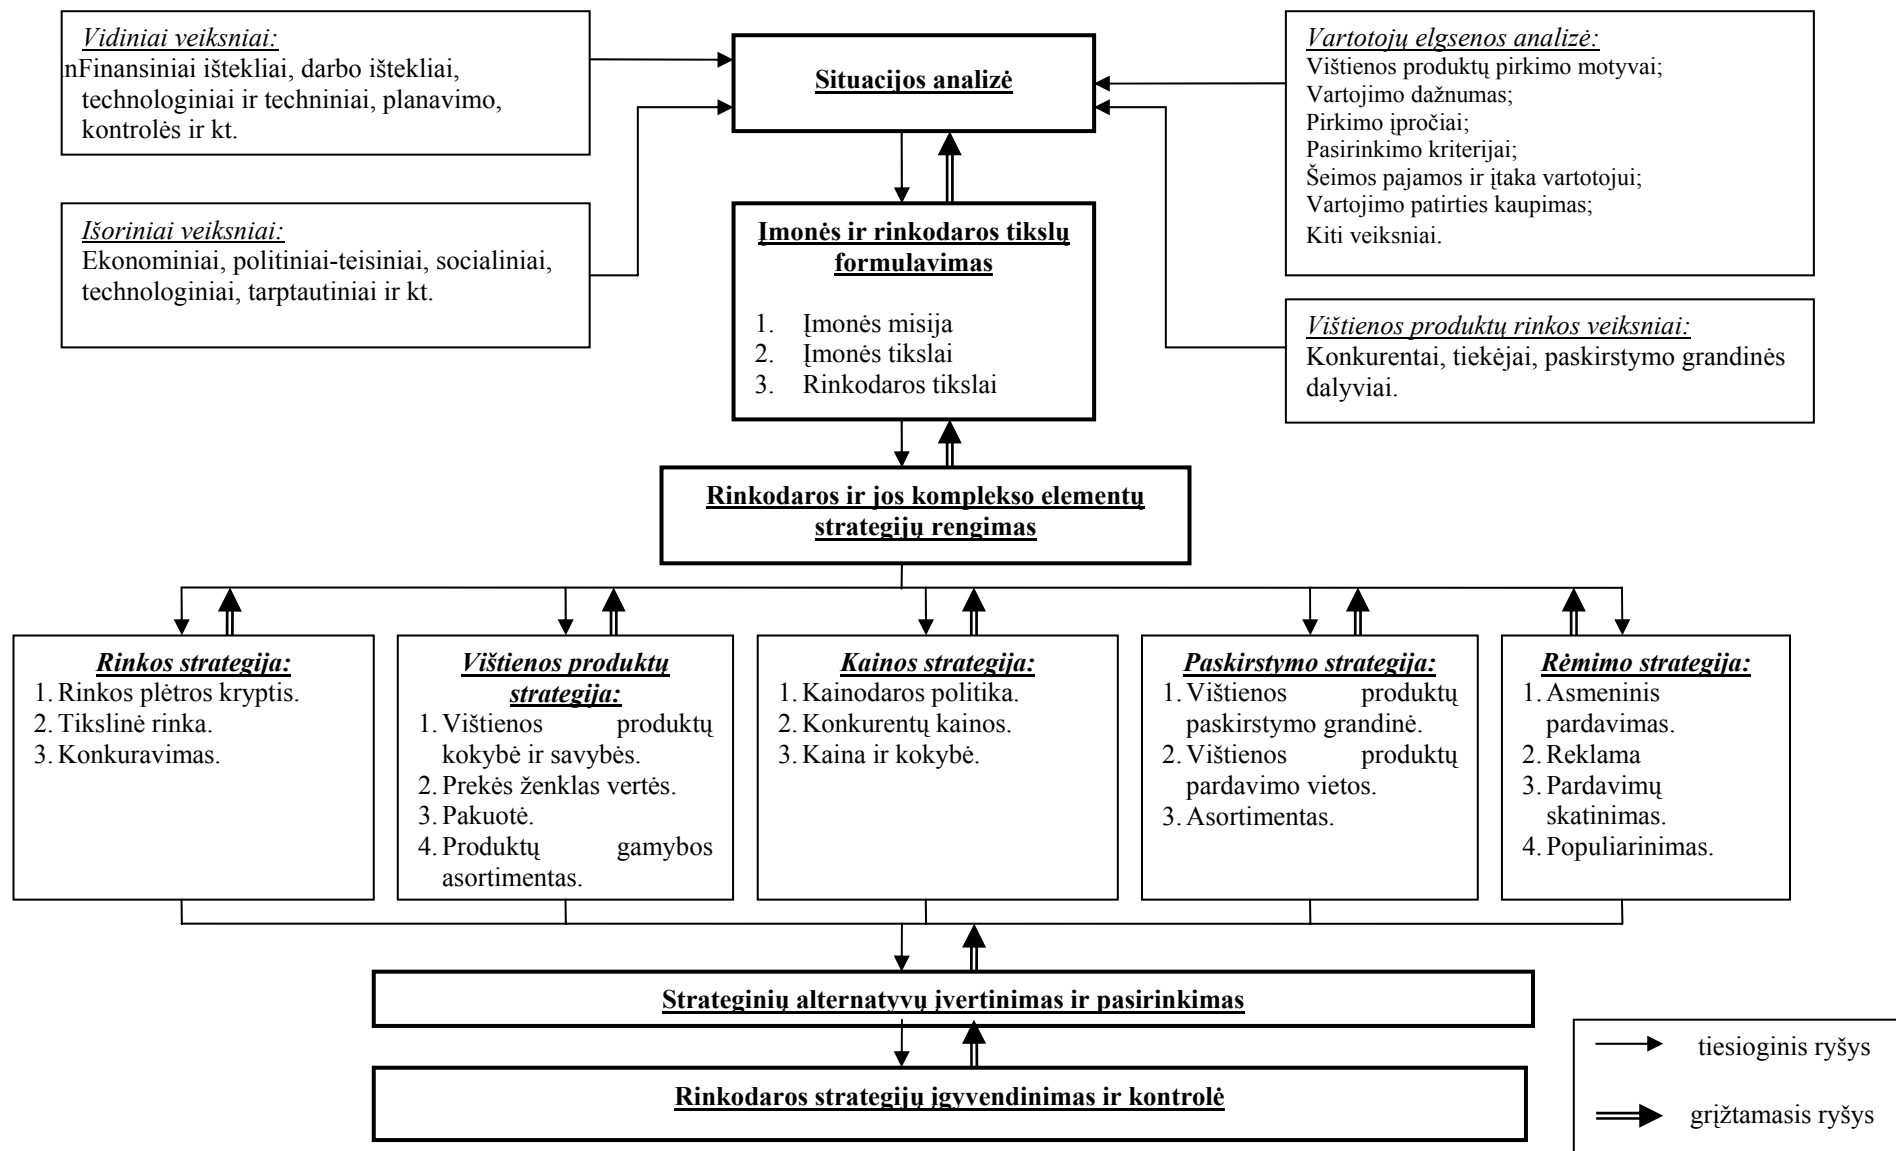 Vidiniai veiksniai:
nFinansiniai ištekliai, darbo ištekliai,
technologiniai ir techniniai, planavimo,
kontrolės ir kt.
Išoriniai veiksniai:
Ekonominiai, politiniai-teisiniai, socialiniai,
technologiniai, tarptautiniai ir kt.
Situacijos analizė
Įmonės ir rinkodaros tikslų
formulavimas
1. Įmonės misija
2. Įmonės tikslai
3. Rinkodaros tikslai
Vartotojų elgsenos analizė:
Vištienos produktų pirkimo motyvai;
Vartojimo dažnumas;
Pirkimo įpročiai;
Pasirinkimo kriterijai;
Šeimos pajamos ir įtaka vartotojui;
Vartojimo patirties kaupimas;
Kiti veiksniai.
Vištienos produktų rinkos veiksniai:
Konkurentai, tiekėjai, paskirstymo grandinės
dalyviai.
Rinkodaros ir jos komplekso elementų
strategijų rengimas
Rinkos strategija:
1. Rinkos plėtros kryptis.
2. Tikslinė rinka.
3. Konkuravimas.
Vištienos produktų
strategija:
1. Vištienos produktų
kokybė ir savybės.
2. Prekės ženklas vertės.
3. Pakuotė.
4. Produktų gamybos
asortimentas.
Kainos strategija:
1. Kainodaros politika.
2. Konkurentų kainos.
3. Kaina ir kokybė.
Paskirstymo strategija:
1. Vištienos produktų
paskirstymo grandinė.
2. Vištienos produktų
pardavimo vietos.
3. Asortimentas.
Rėmimo strategija:
1. Asmeninis
pardavimas.
2. Reklama
3. Pardavimų
skatinimas.
4. Populiarinimas.
Strateginių alternatyvų įvertinimas ir pasirinkimas
Rinkodaros strategijų įgyvendinimas ir kontrolė
tiesioginis ryšys
grįžtamasis ryšys